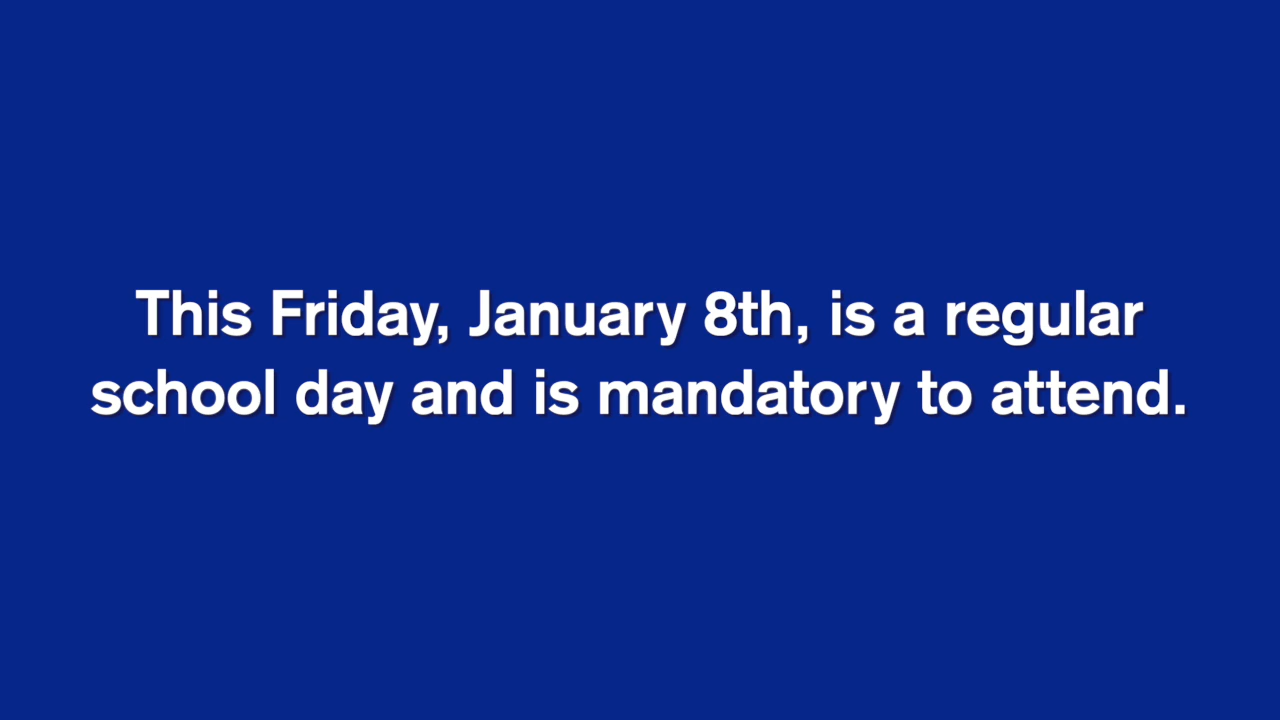 This Friday, January 8th, is a regular
school day and is mandatory to attend.